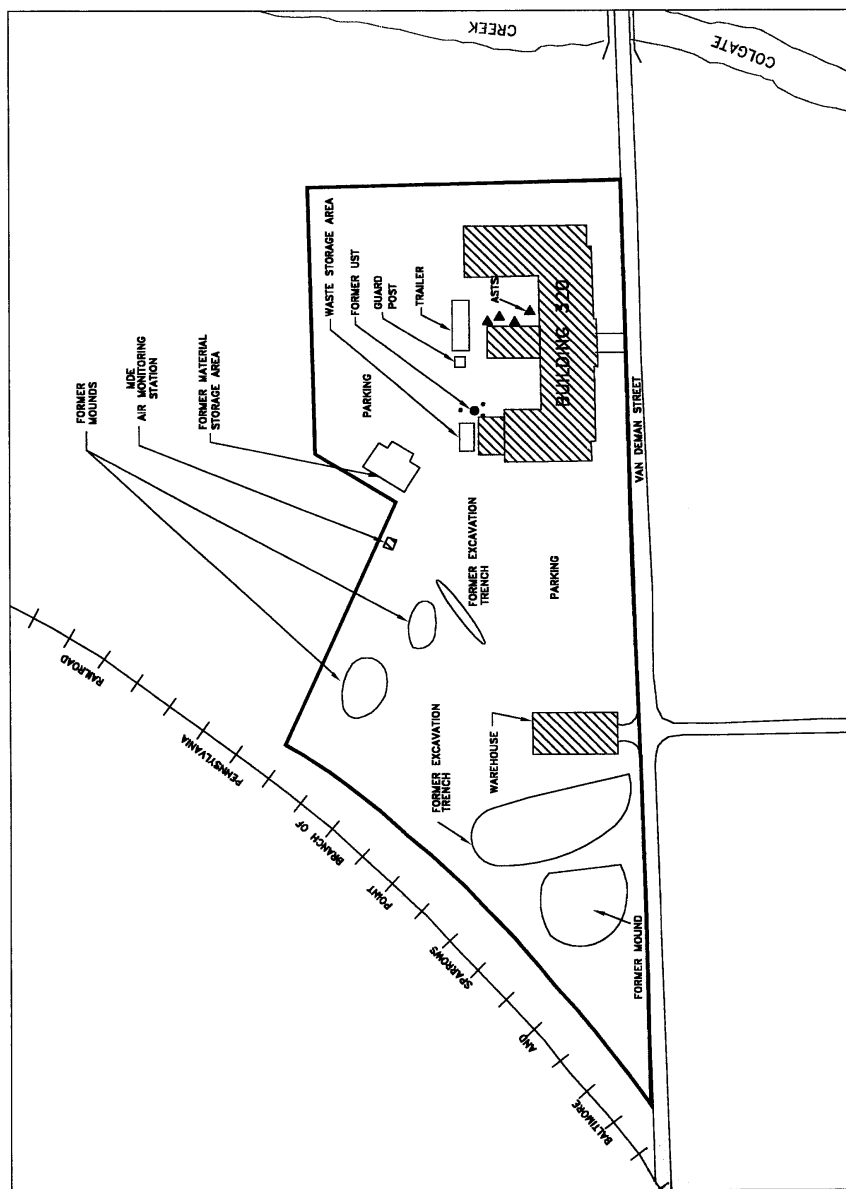 COLGATE
CREEK
WASTE STORAGE AREA
FORMER UST
GUARD
POST
TRAILER
ASTS
BUILDING 320
VAN DEMAN STREET
FORMER
MOUNDS
MDE
AIR MONITORING
STATION
FORMER MATERIAL
STORAGE AREA
PARKING
FORMER EXCAVATION
TRENCH
PARKING
WAREHOUSE
FORMER EXCAVATION
TRENCH
FORMER MOUND
BALTIMORE AND SPARROWS POINT BRANCH OF PENNSYLVANIA RAILROAD